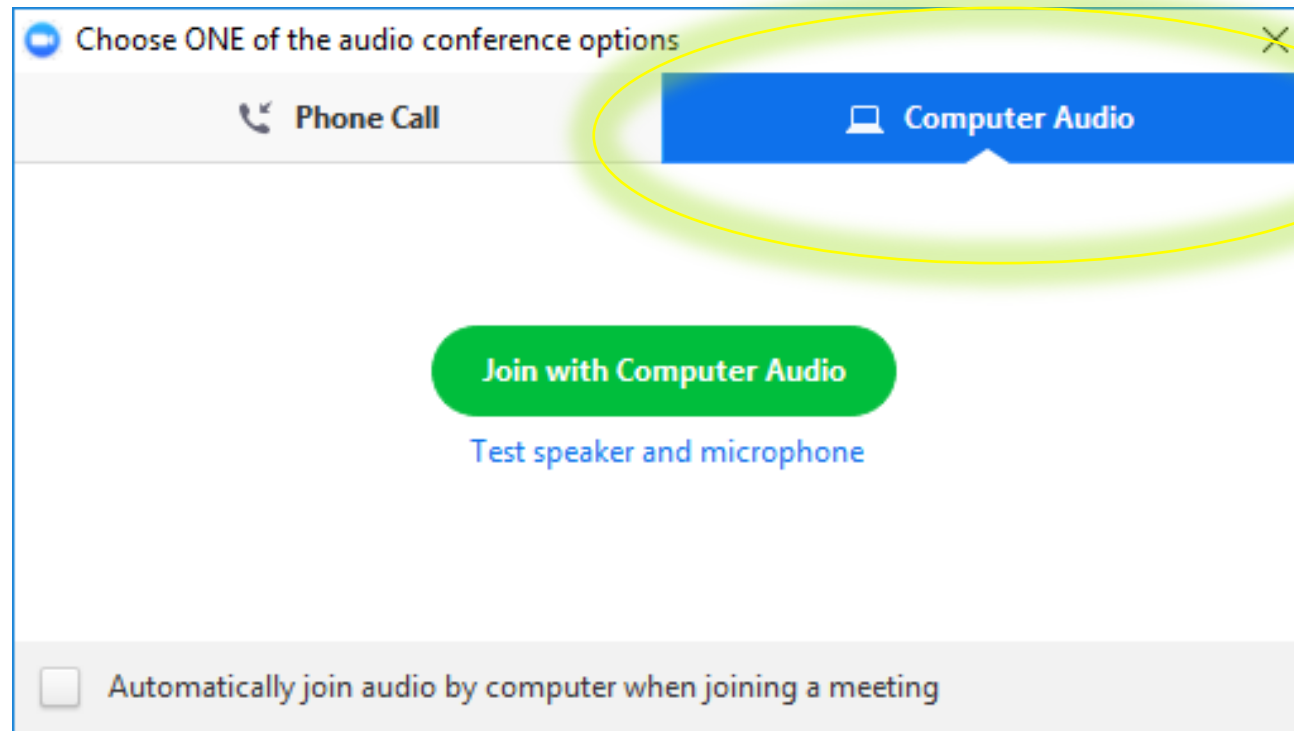 Choose ONE of the audio conference options
Phone Call
Computer Audio
Join with Computer Audio
Test speaker and microphone
Automatically join audio by computer when joining a meeting